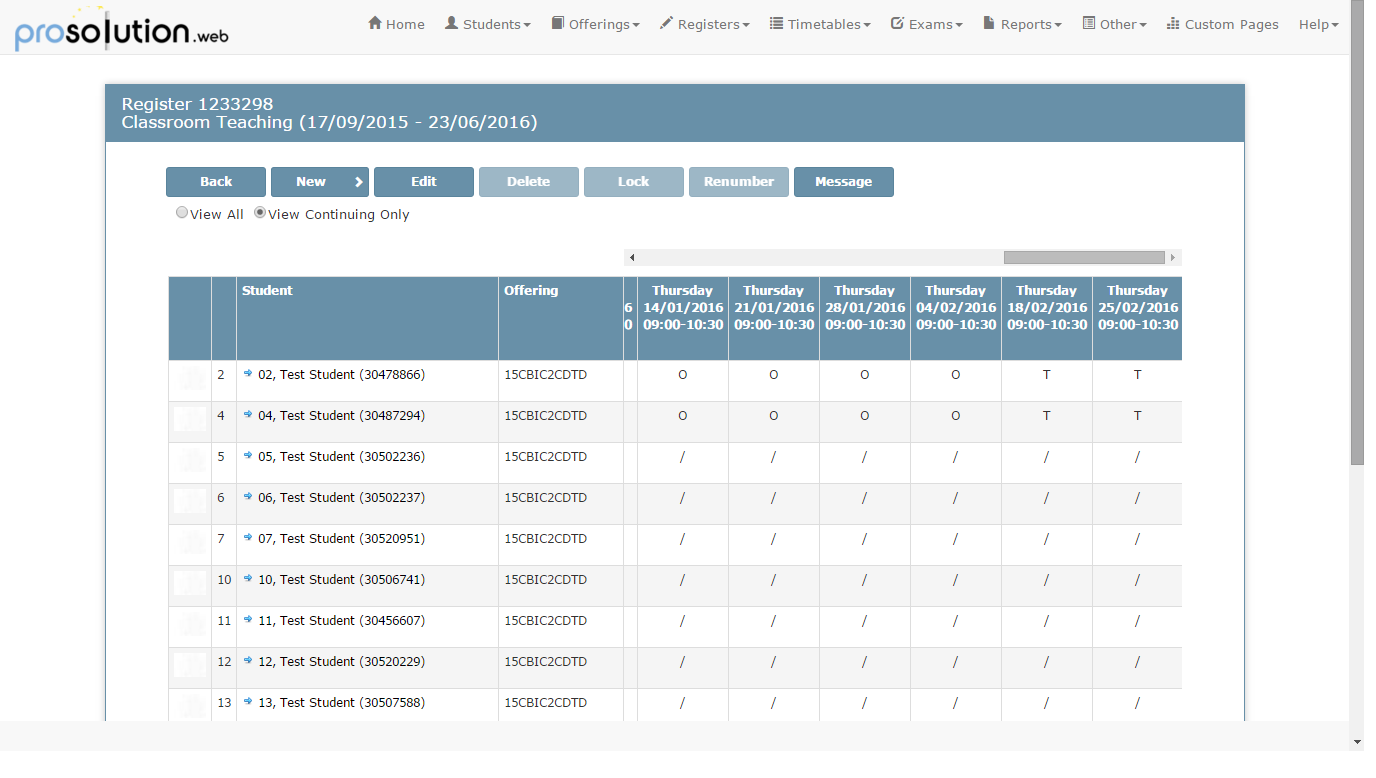 prosolution.web
Home Students Offerings Registers Timetables Exams Reports Other Custom Pages Help
Register 1233298
Classroom Teaching (17/09/2015 - 23/06/2016)
Back New Edit Delete Lock Renumber Message
View All View Continuing Only
Student Offering Thursday Thursday Thursday Thursday Thursday Thursday
6 14/01/2016 21/01/2016 28/01/2016 04/02/2016 18/02/2016 25/02/2016
0 09:00-10:30 09:00-10:30 09:00-10:30 09:00-10:30 09:00-10:30 09:00-10:30
2 02, Test Student (30478866) 15CBIC2CDTD O O O O T T
4 04, Test Student (30487294) 15CBIC2CDTD O O O O T T
5 05, Test Student (30502236) 15CBIC2CDTD / / / / / /
6 06, Test Student (30502237) 15CBIC2CDTD / / / / / /
7 07, Test Student (30520951) 15CBIC2CDTD / / / / / /
10 10, Test Student (30506741) 15CBIC2CDTD / / / / / /
11 11, Test Student (30456607) 15CBIC2CDTD / / / / / /
12 12, Test Student (30520229) 15CBIC2CDTD / / / / / /
13 13, Test Student (30507588) 15CBIC2CDTD / / / / / /